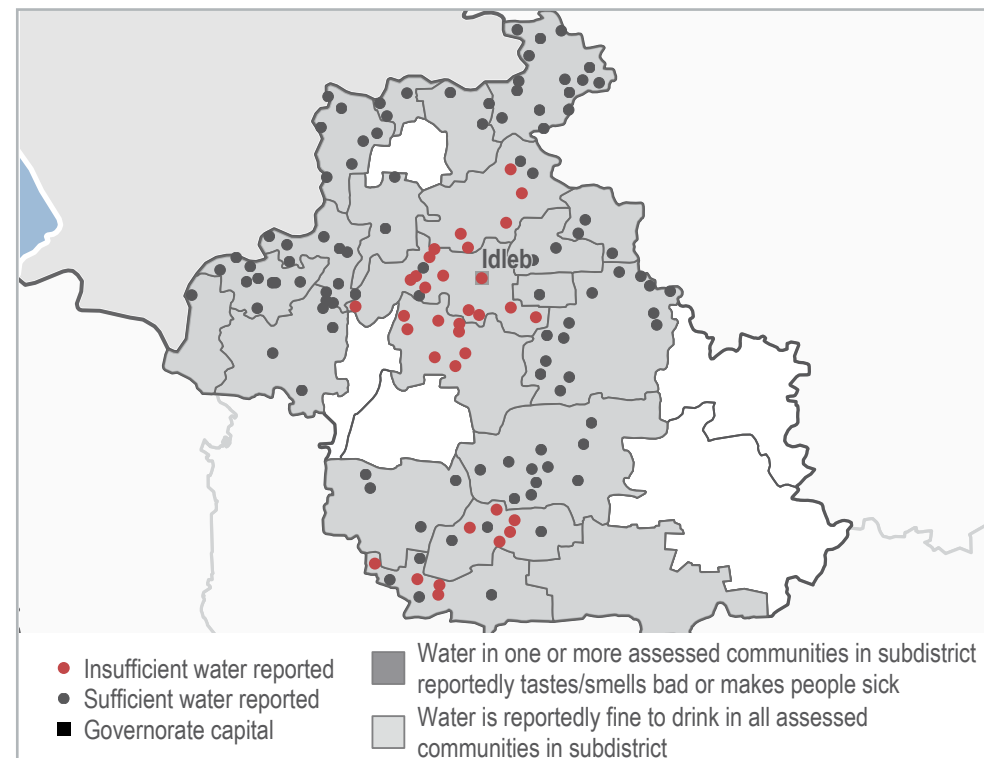 Idleb
Insufficient water reported
Sufficient water reported
Governorate capital
Water in one or more assessed communities in subdistrict
reportedly tastes/smells bad or makes people sick
Water is reportedly fine to drink in all assessed
communities in subdistrict